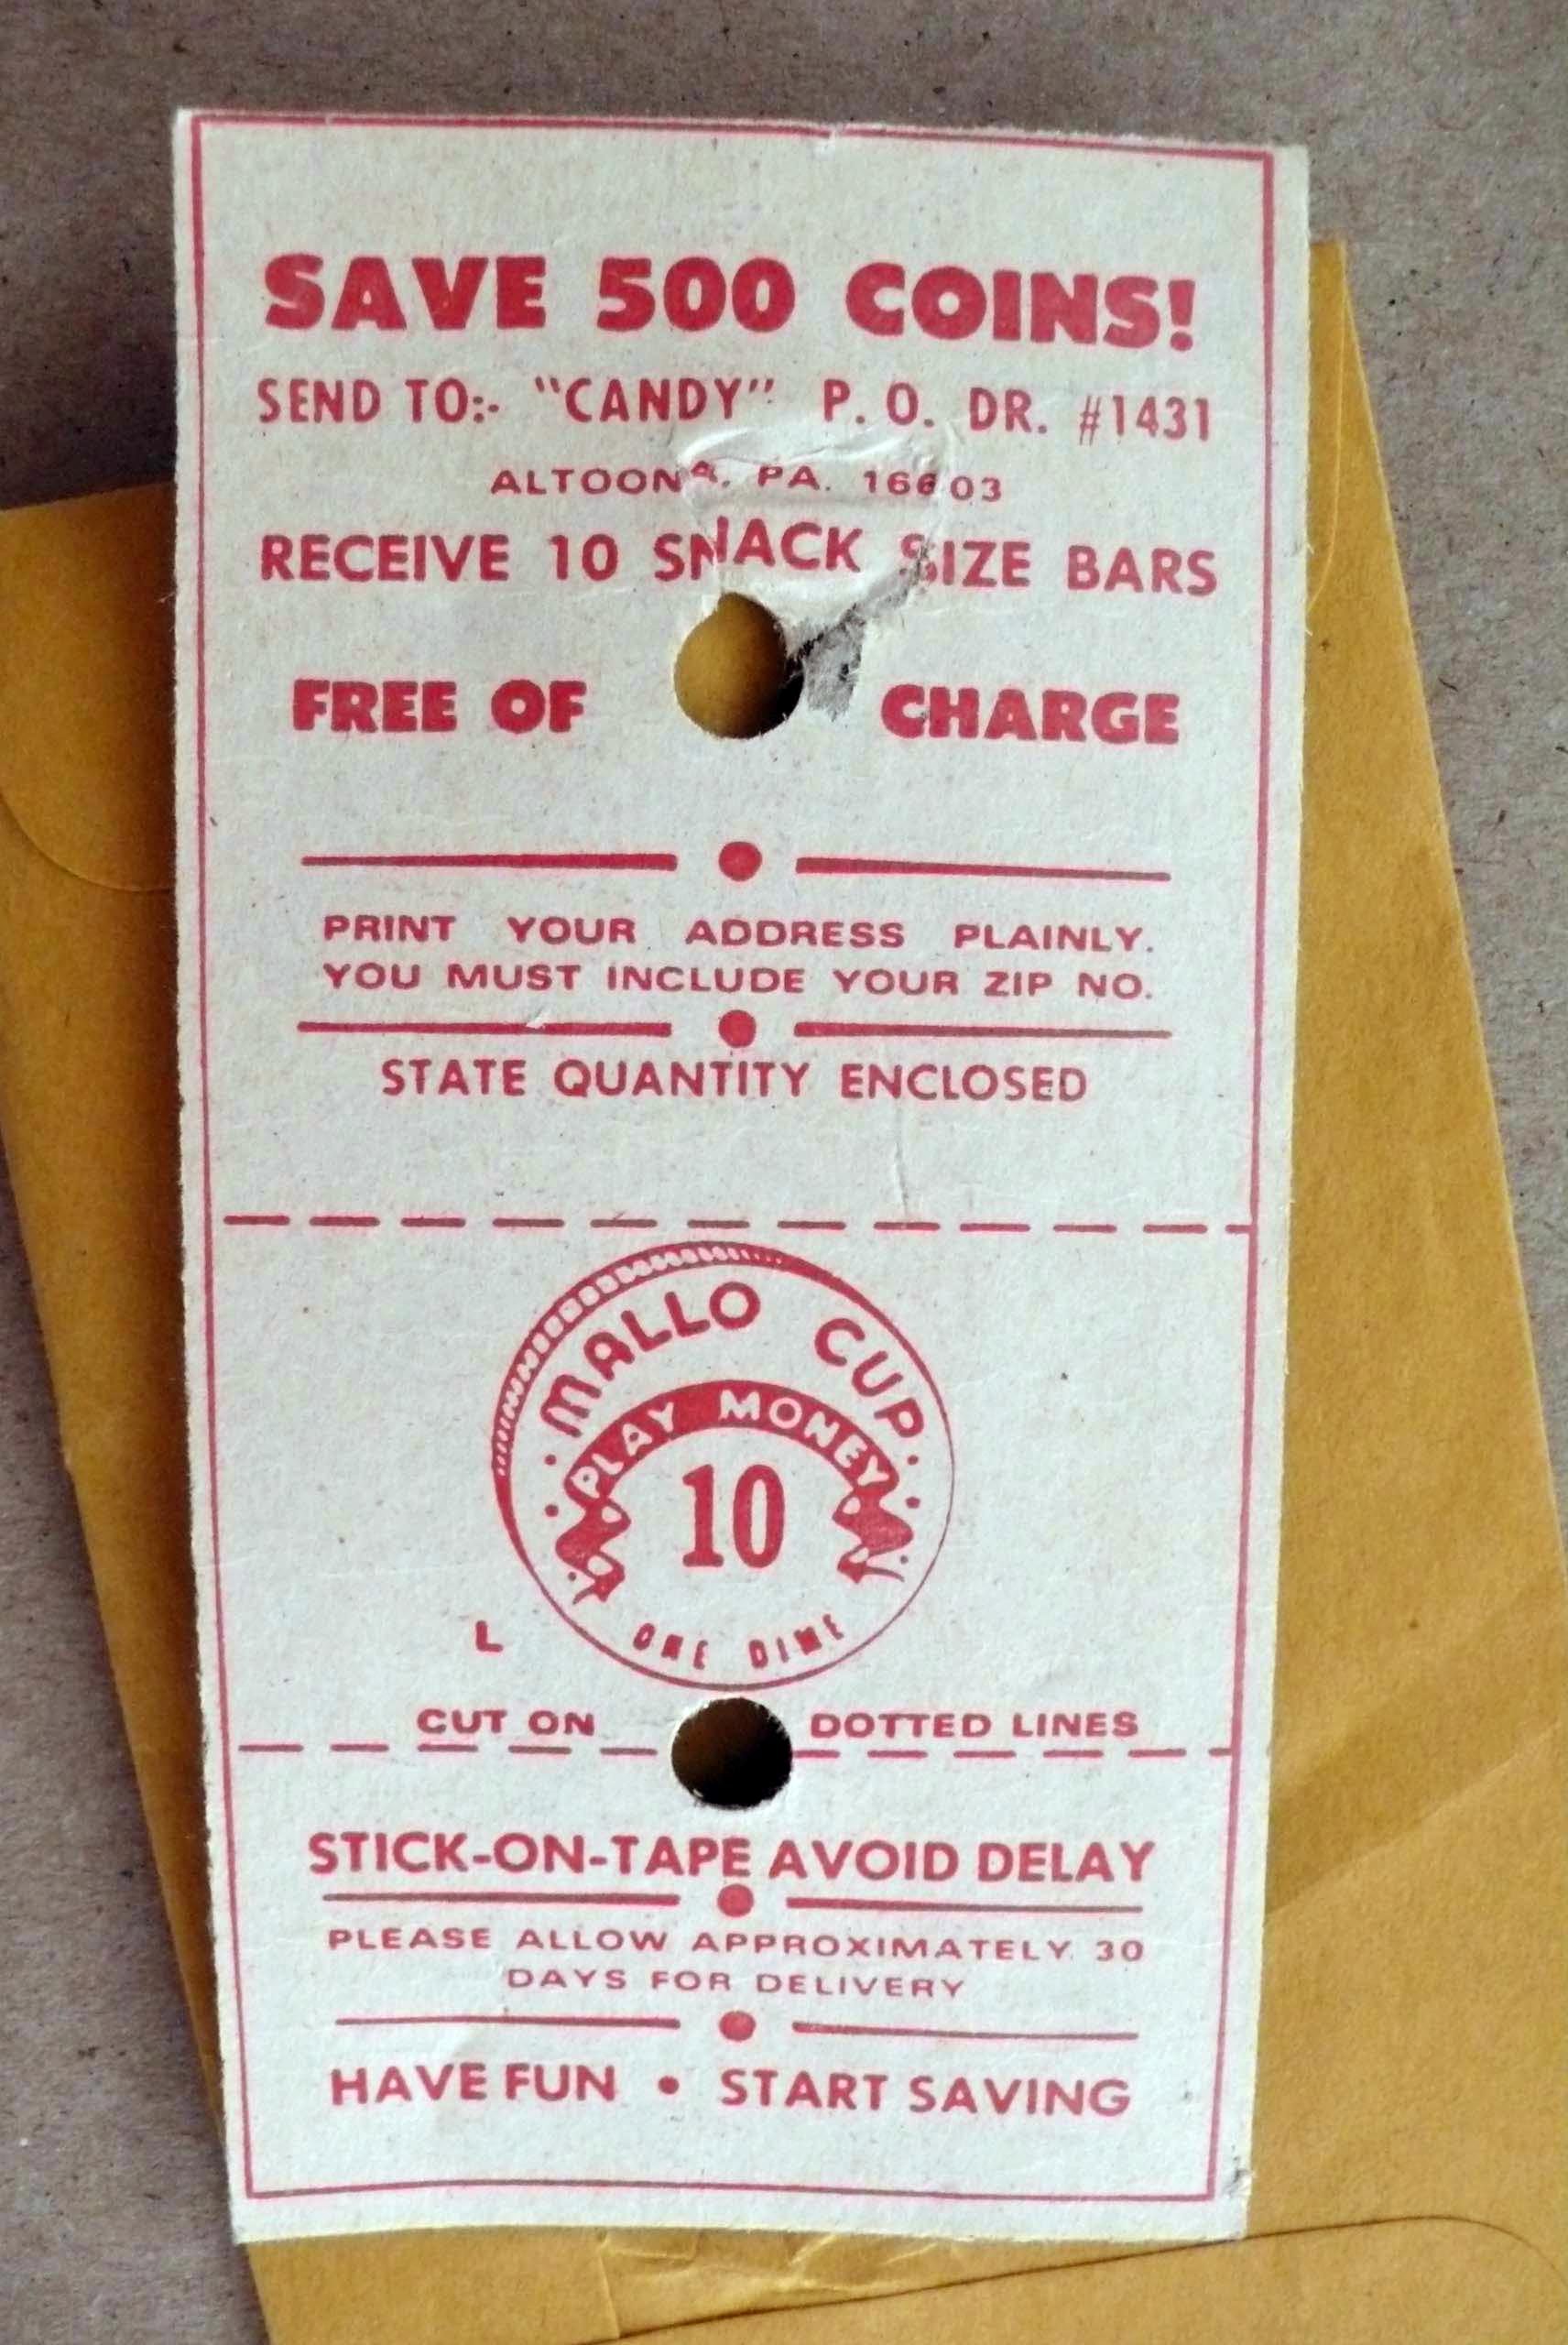 SAVE 500 COINS!
SEND TO:- "CANDY" P. O. DR. #1431
ALTOONA, PA. 16603
RECEIVE 10 SNACK SIZE BARS
FREE OF CHARGE
PRINT YOUR ADDRESS PLAINLY.
YOU MUST INCLUDE YOUR ZIP NO.
STATE QUANTITY ENCLOSED
MALLO CUP
PLAY MONEY
10
ONE DIME
L
CUT ON DOTTED LINES
STICK-ON-TAPE AVOID DELAY
PLEASE ALLOW APPROXIMATELY 30
DAYS FOR DELIVERY
HAVE FUN • START SAVING